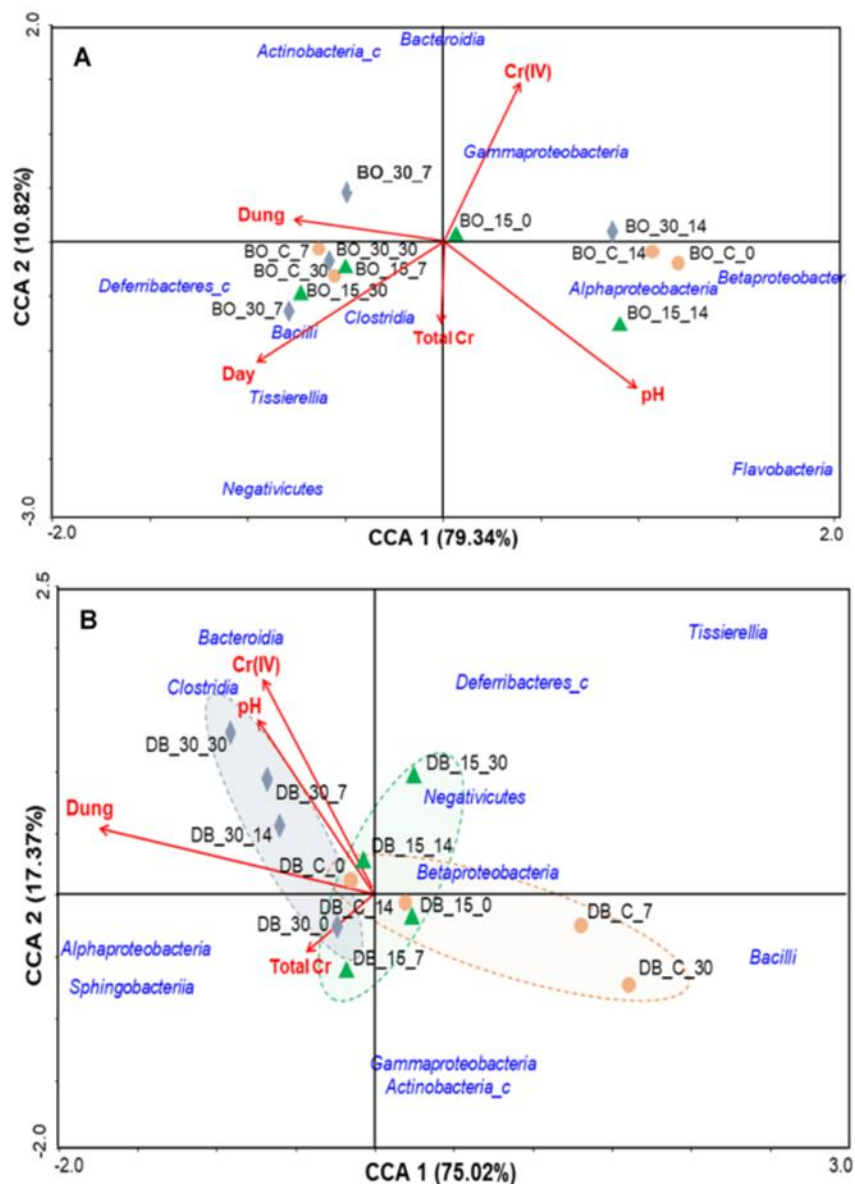 2.0
A
Actinobacteria_c
Bacteroidia
Cr(IV)
Gammaproteobacteria
BO_30_7
Dung
BO_15_0
BO_30_14
BO_C_7
BO_30_30
BO_C_14
BO_C_0
BO_C_30
BO_15_7
Betaproteobacter
Deferribacteres_c
BO_15_30
Alphaproteobacteria
BO_30_7
Clostridia
BO_15_14
Bacilli
Total Cr
Day
pH
Tissierellia
Flavobacteria
Negativicutes
CCA 2 (10.82%)
-3.0
-2.0
CCA 1 (79.34%)
2.0
2.5
B
Bacteroidia
Tissierellia
Cr(IV)
Clostridia
Deferribacteres_c
pH
DB_30_30
DB_15_30
DB_30_7
Negativicutes
Dung
DB_30_14
DB_15_14
DB_C_0
Betaproteobacteria
DB_C_14
DB_15_0
DB_C_7
DB_30_0
Alphaproteobacteria
Total Cr
DB_15_7
DB_C_30
Bacilli
Sphingobacteriia
Gammaproteobacteria
Actinobacteria_c
CCA 2 (17.37%)
-2.0
-2.0
CCA 1 (75.02%)
3.0